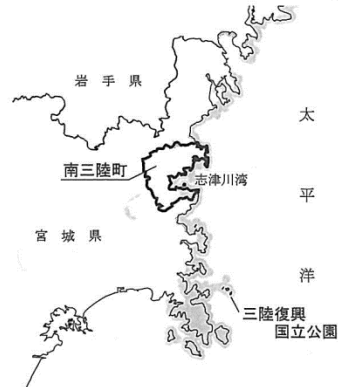 岩手県
太平洋
南三陸町
志津川湾
宮城県
三陸復興
国立公園